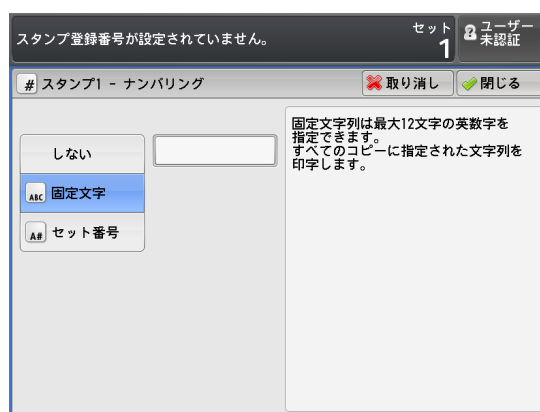 スタンプ登録番号が設定されていません。
セット
1
ユーザー
未認証
# スタンプ1 - ナンバリング
取り消し
閉じる
しない
ABC 固定文字
A# セット番号
固定文字列は最大12文字の英数字を
指定できます。
すべてのコピーに指定された文字列を
印字します。